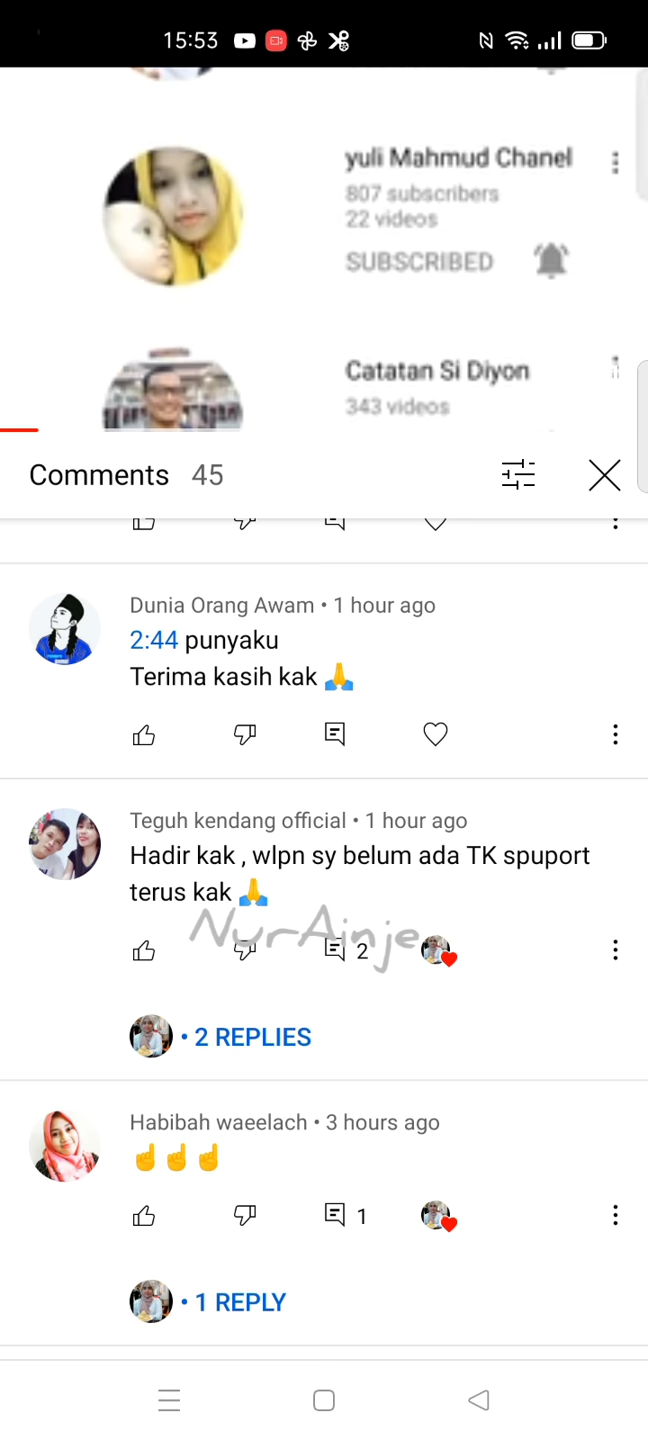 15:53
yuli Mahmud Chanel
807 subscribers
22 videos
SUBSCRIBED
Catatan Si Diyon
343 videos
Comments 45
Dunia Orang Awam • 1 hour ago
2:44 punyaku
Terima kasih kak 🙏
Teguh kendang official • 1 hour ago
Hadir kak , wlpn sy belum ada TK spuport
terus kak 🙏
NurAinje
2
• 2 REPLIES
Habibah waeelach • 3 hours ago
☝☝☝
1
• 1 REPLY